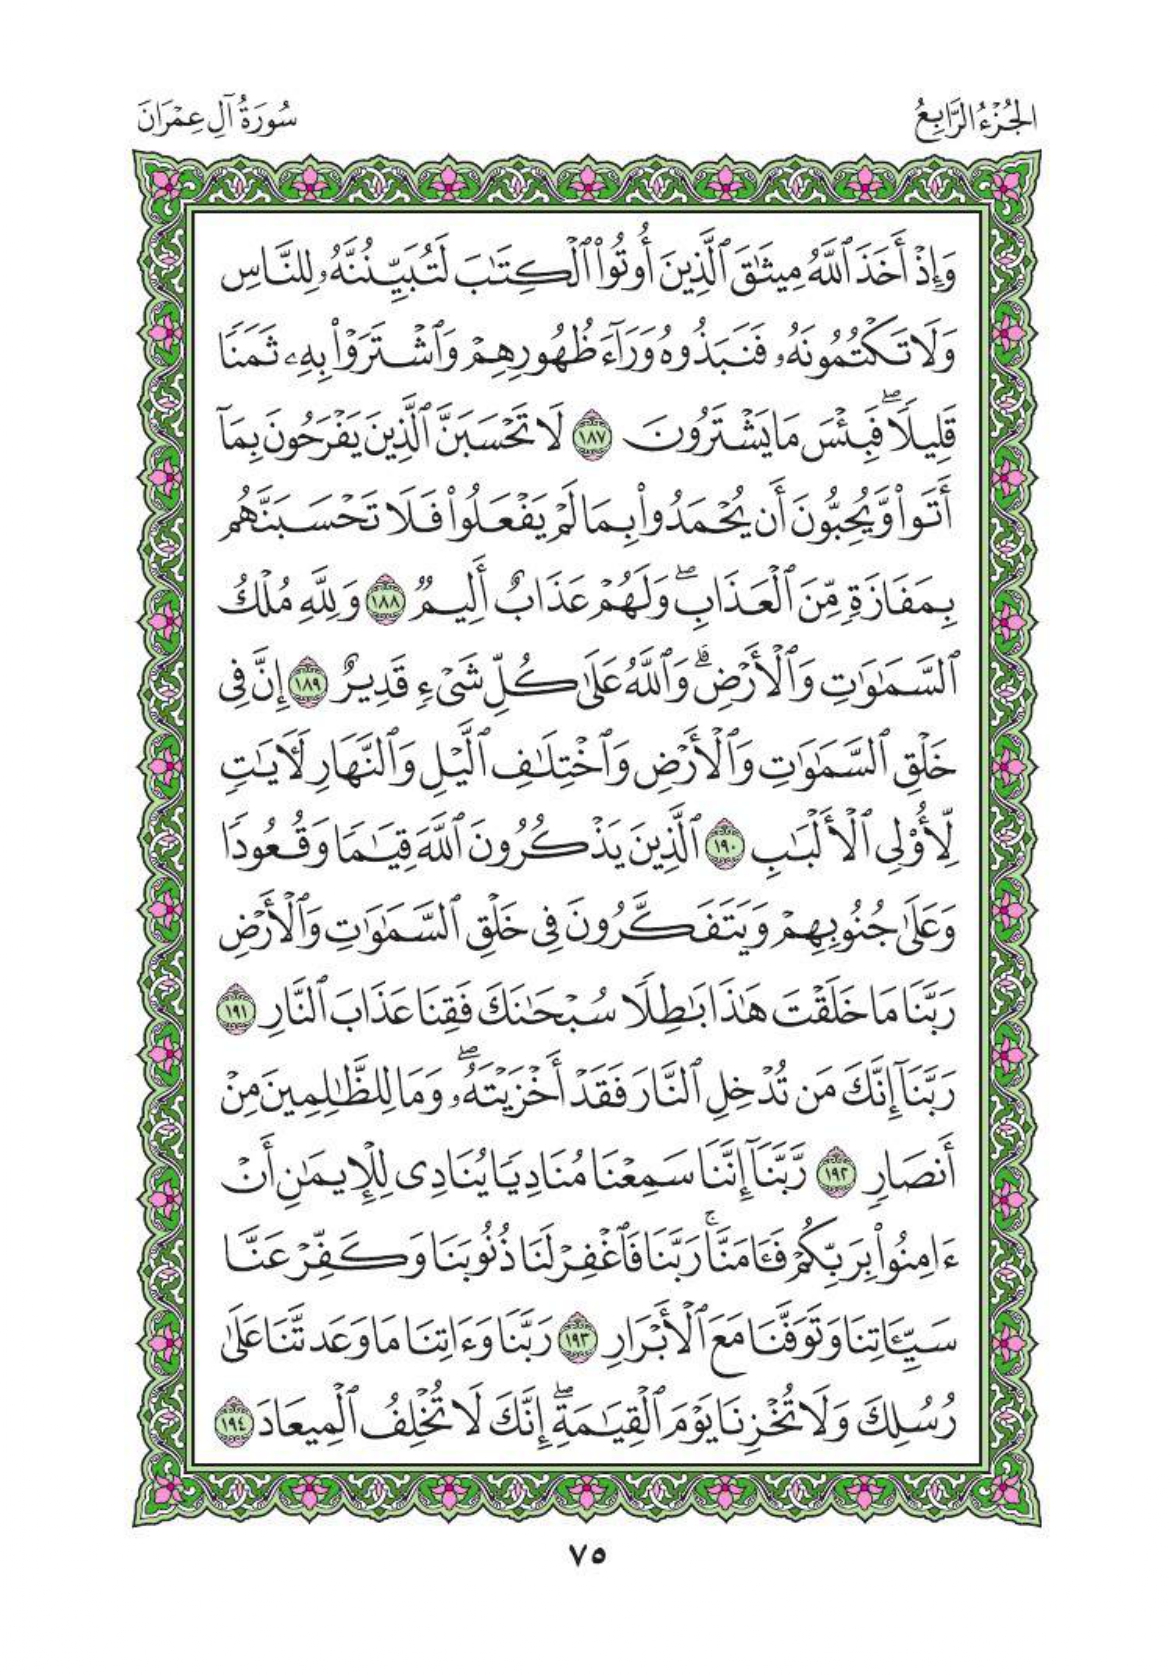 الجُزْءُ الرَّابِعُ
سُورَةُ آلِ عِمْرَانَ
وَإِذْ أَخَذَ ٱللَّهُ مِيثَٰقَ ٱلَّذِينَ أُوتُوا۟ ٱلْكِتَٰبَ لَتُبَيِّنُنَّهُۥ لِلنَّاسِ
وَلَا تَكْتُمُونَهُۥ فَنَبَذُوهُ وَرَآءَ ظُهُورِهِمْ وَٱشْتَرَوْا۟ بِهِۦ ثَمَنًا
قَلِيلًا ۖ فَبِئْسَ مَا يَشْتَرُونَ ١٨٧ لَا تَحْسَبَنَّ ٱلَّذِينَ يَفْرَحُونَ بِمَآ
أَتَوا۟ وَّيُحِبُّونَ أَن يُحْمَدُوا۟ بِمَا لَمْ يَفْعَلُوا۟ فَلَا تَحْسَبَنَّهُم
بِمَفَازَةٍ مِّنَ ٱلْعَذَابِ ۖ وَلَهُمْ عَذَابٌ أَلِيمٌ ١٨٨ وَلِلَّهِ مُلْكُ
ٱلسَّمَٰوَٰتِ وَٱلْأَرْضِ ۗ وَٱللَّهُ عَلَىٰ كُلِّ شَىْءٍ قَدِيرٌ ١٨٩ إِنَّ فِى
خَلْقِ ٱلسَّمَٰوَٰتِ وَٱلْأَرْضِ وَٱخْتِلَٰفِ ٱلَّيْلِ وَٱلنَّهَارِ لَـَٔايَٰتٍ
لِّأُو۟لِى ٱلْأَلْبَٰبِ ١٩٠ ٱلَّذِينَ يَذْكُرُونَ ٱللَّهَ قِيَٰمًا وَقُعُودًا
وَعَلَىٰ جُنُوبِهِمْ وَيَتَفَكَّرُونَ فِى خَلْقِ ٱلسَّمَٰوَٰتِ وَٱلْأَرْضِ
رَبَّنَا مَا خَلَقْتَ هَٰذَا بَٰطِلًا سُبْحَٰنَكَ فَقِنَا عَذَابَ ٱلنَّارِ ١٩١
رَبَّنَآ إِنَّكَ مَن تُدْخِلِ ٱلنَّارَ فَقَدْ أَخْزَيْتَهُۥ ۖ وَمَا لِلظَّٰلِمِينَ مِنْ
أَنصَارٍ ١٩٢ رَّبَّنَآ إِنَّنَا سَمِعْنَا مُنَادِيًا يُنَادِى لِلْإِيمَٰنِ أَنْ
ءَامِنُوا۟ بِرَبِّكُمْ فَـَٔامَنَّا ۚ رَبَّنَا فَٱغْفِرْ لَنَا ذُنُوبَنَا وَكَفِّرْ عَنَّا
سَيِّـَٔاتِنَا وَتَوَفَّنَا مَعَ ٱلْأَبْرَارِ ١٩٣ رَبَّنَا وَءَاتِنَا مَا وَعَدتَّنَا عَلَىٰ
رُسُلِكَ وَلَا تُخْزِنَا يَوْمَ ٱلْقِيَٰمَةِ ۖ إِنَّكَ لَا تُخْلِفُ ٱلْمِيعَادَ ١٩٤
٧٥